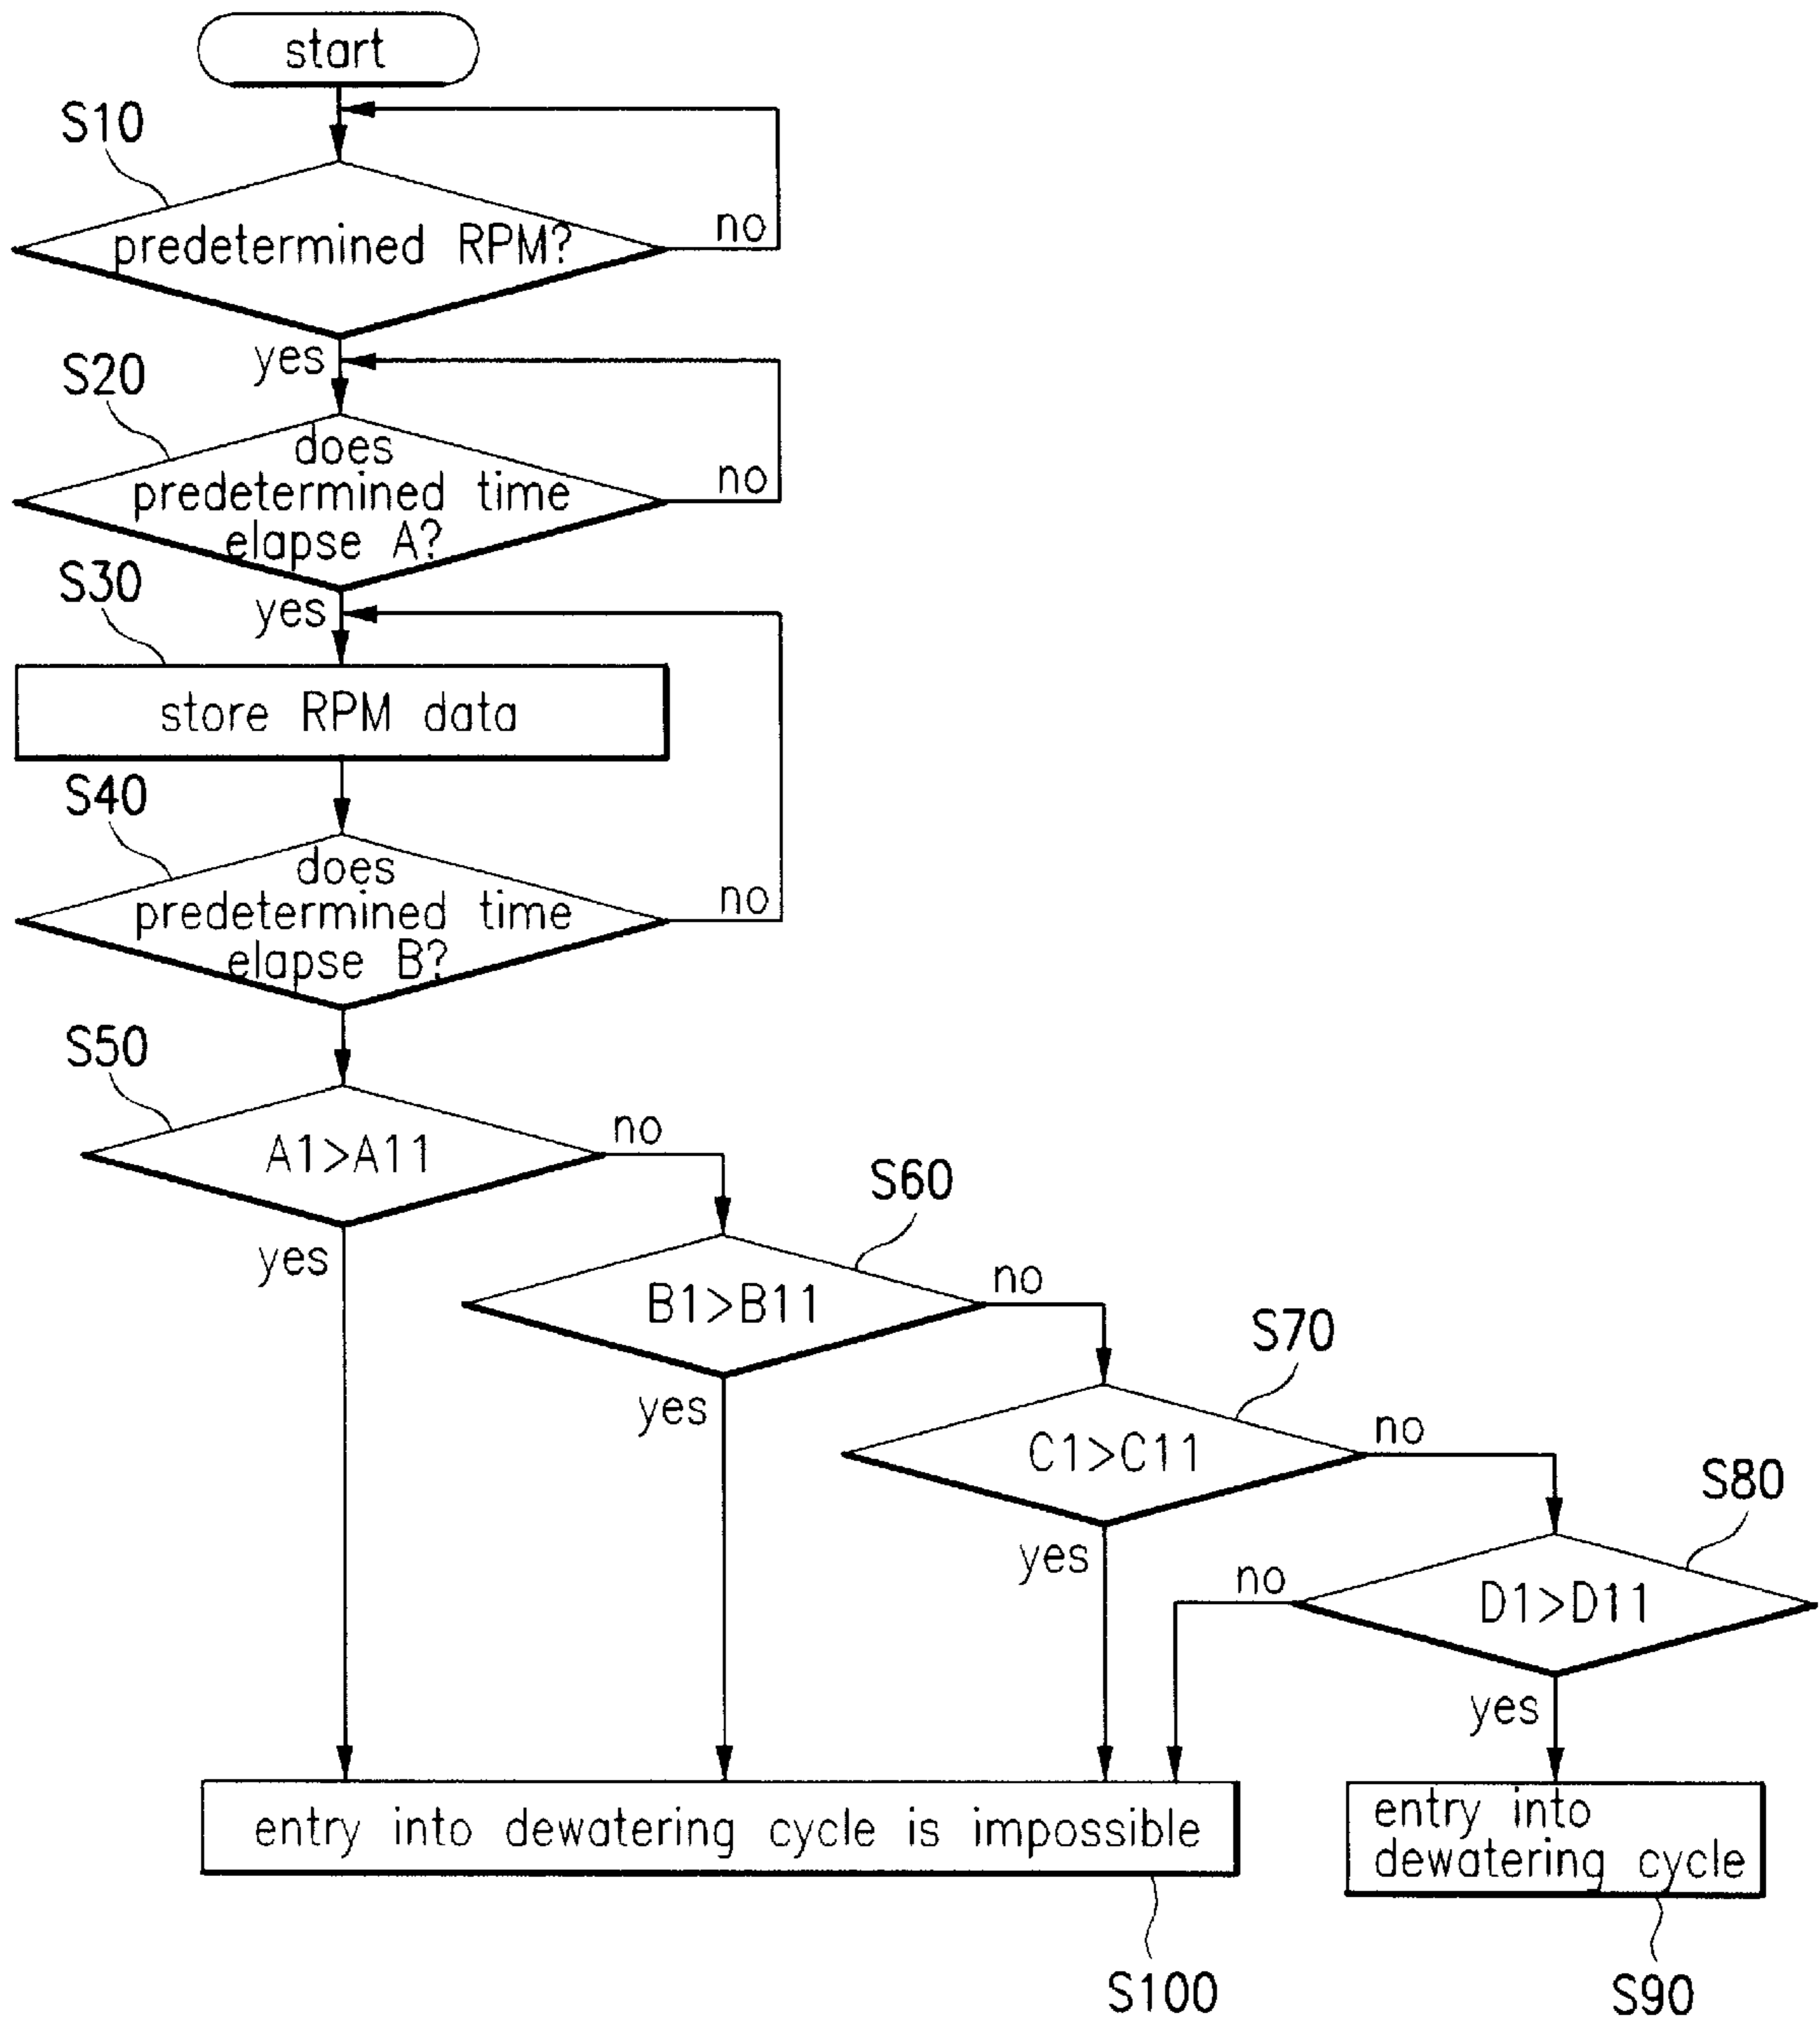 start
S10
predetermined RPM?
no
yes
S20
does
predetermined time
elapse A?
no
S30
yes
store RPM data
S40
does
predetermined time
elapse B?
no
S50
A1>A11
no
yes
S60
B1>B11
no
yes
S70
C1>C11
no
yes
S80
D1>D11
no
yes
entry into dewatering cycle is impossible
entry into
dewatering cycle
S100
S90